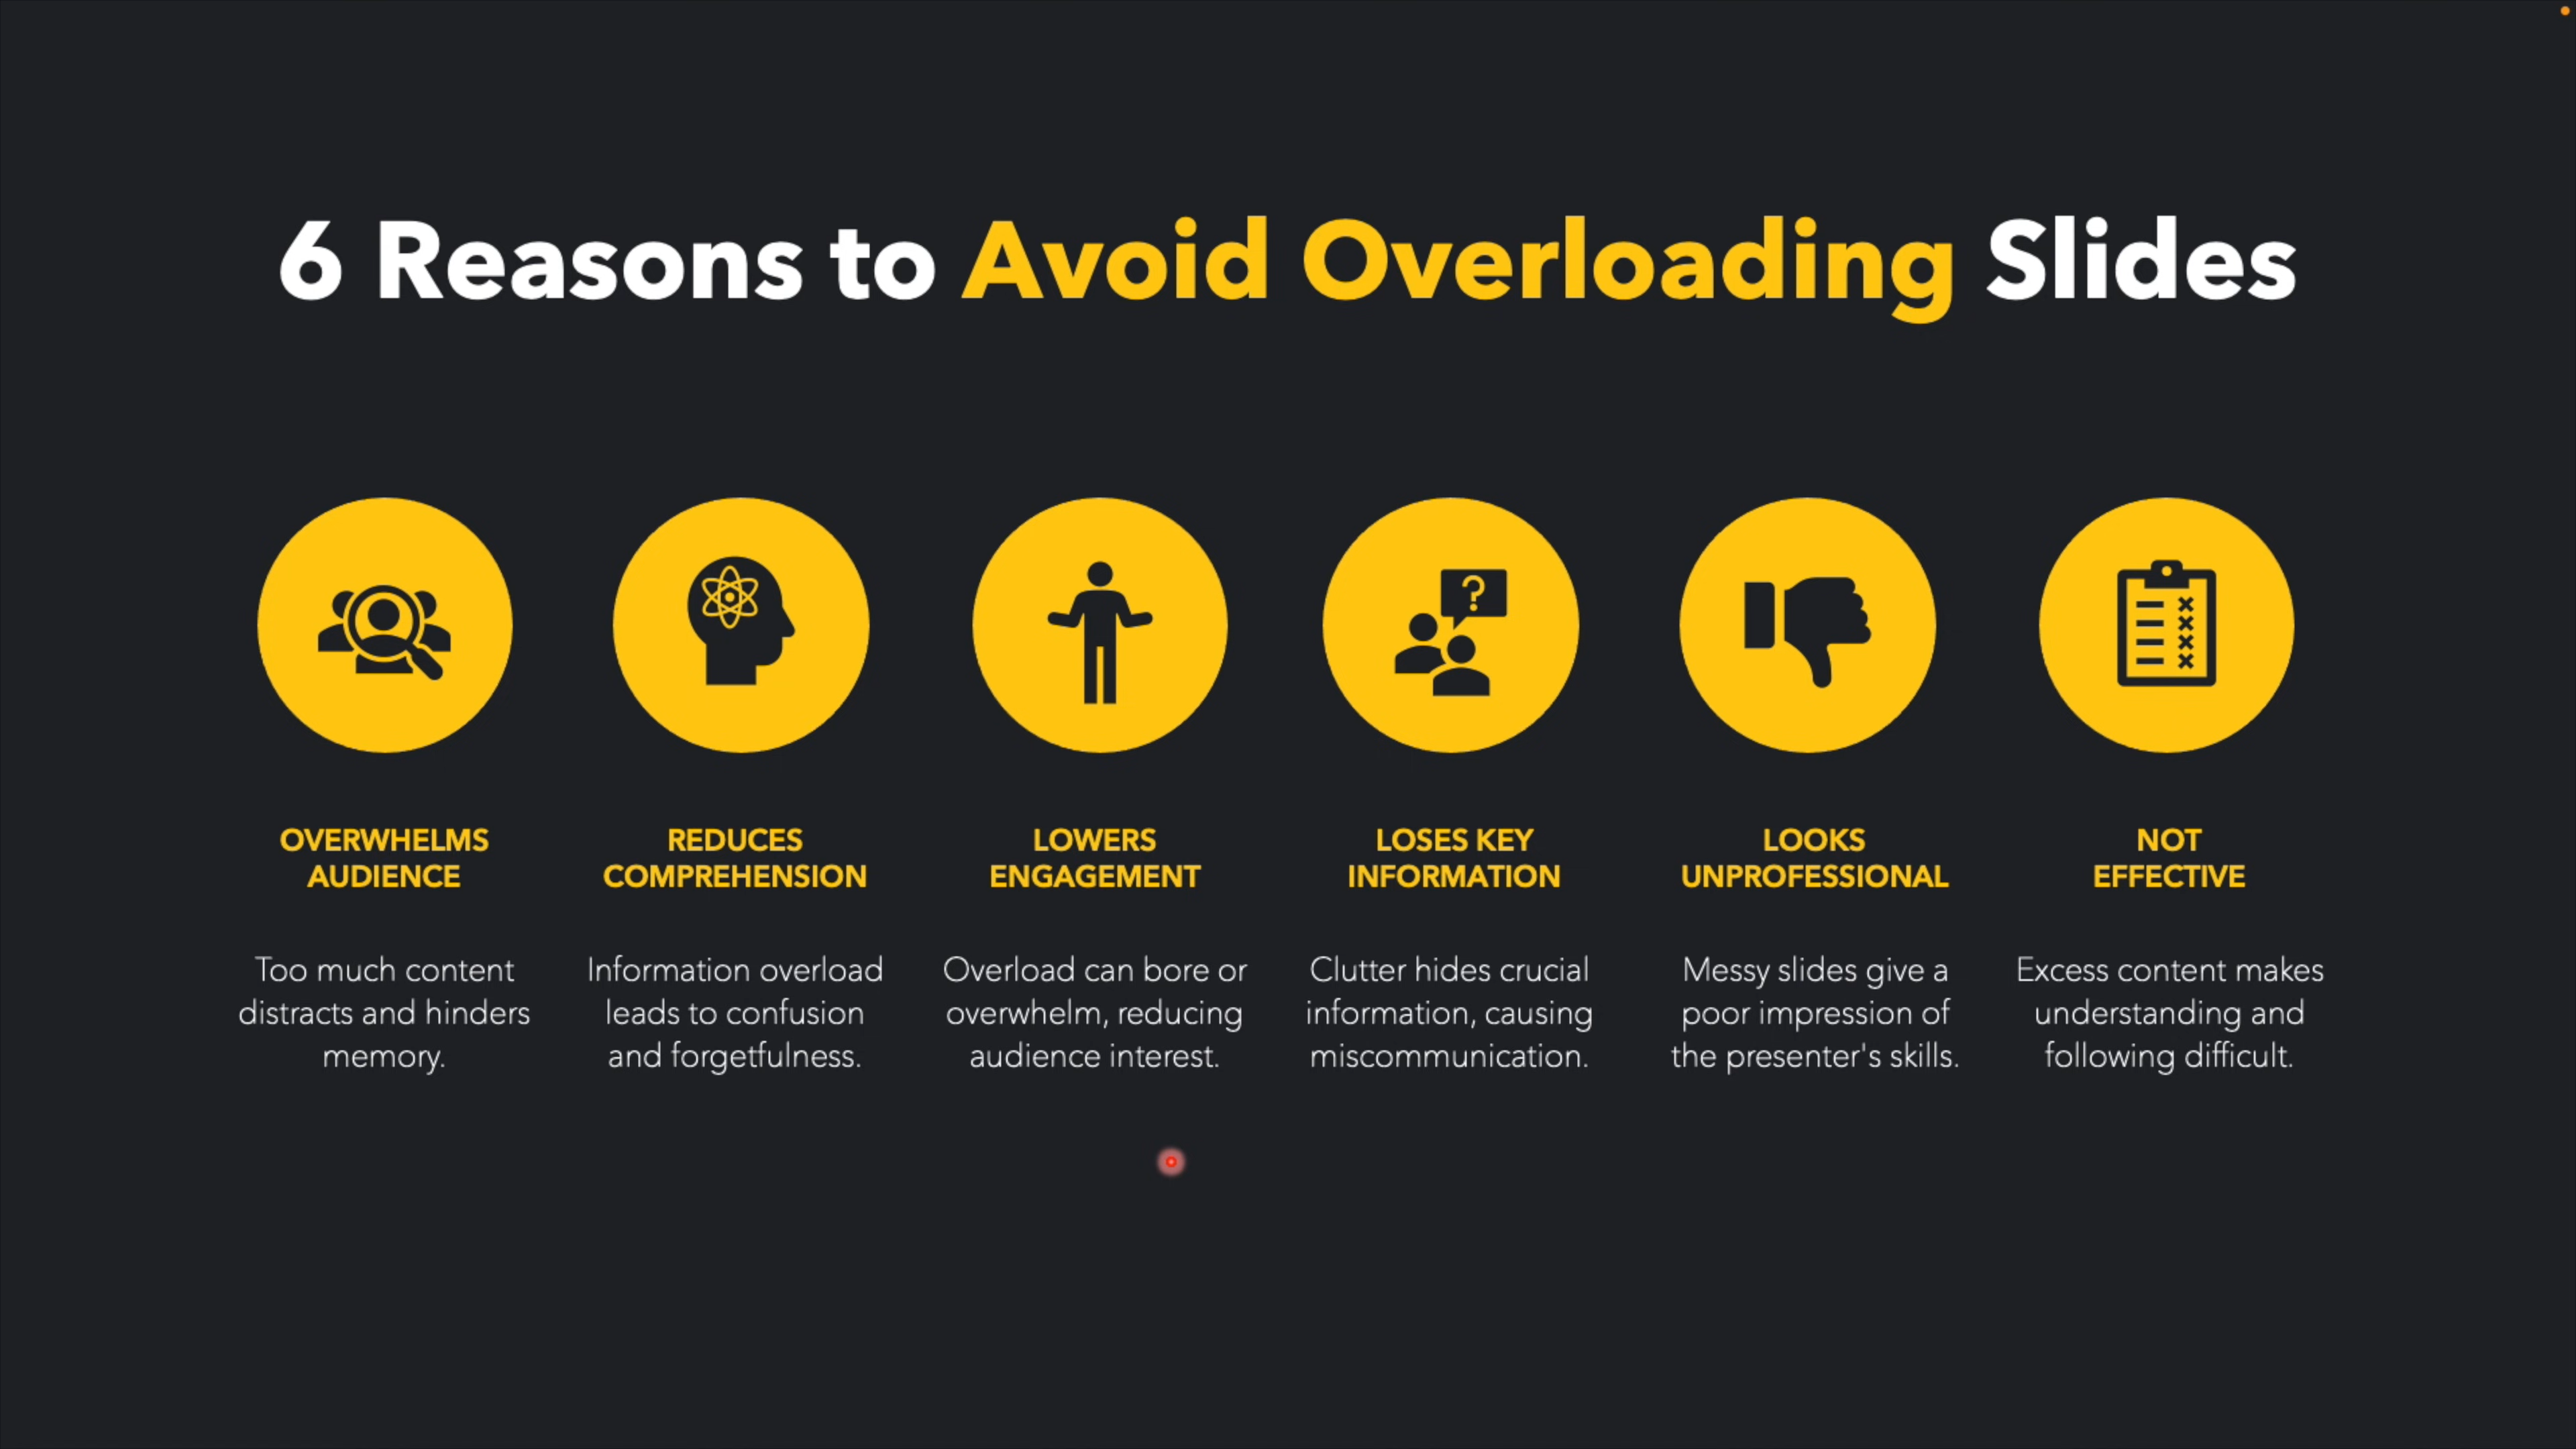 6 Reasons to Avoid Overloading Slides
?
OVERWHELMS
AUDIENCE
Too much content
distracts and hinders
memory.
REDUCES
COMPREHENSION
Information overload
leads to confusion
and forgetfulness.
LOWERS
ENGAGEMENT
Overload can bore or
overwhelm, reducing
audience interest.
LOSES KEY
INFORMATION
Clutter hides crucial
information, causing
miscommunication.
LOOKS
UNPROFESSIONAL
Messy slides give a
poor impression of
the presenter's skills.
NOT
EFFECTIVE
Excess content makes
understanding and
following difficult.